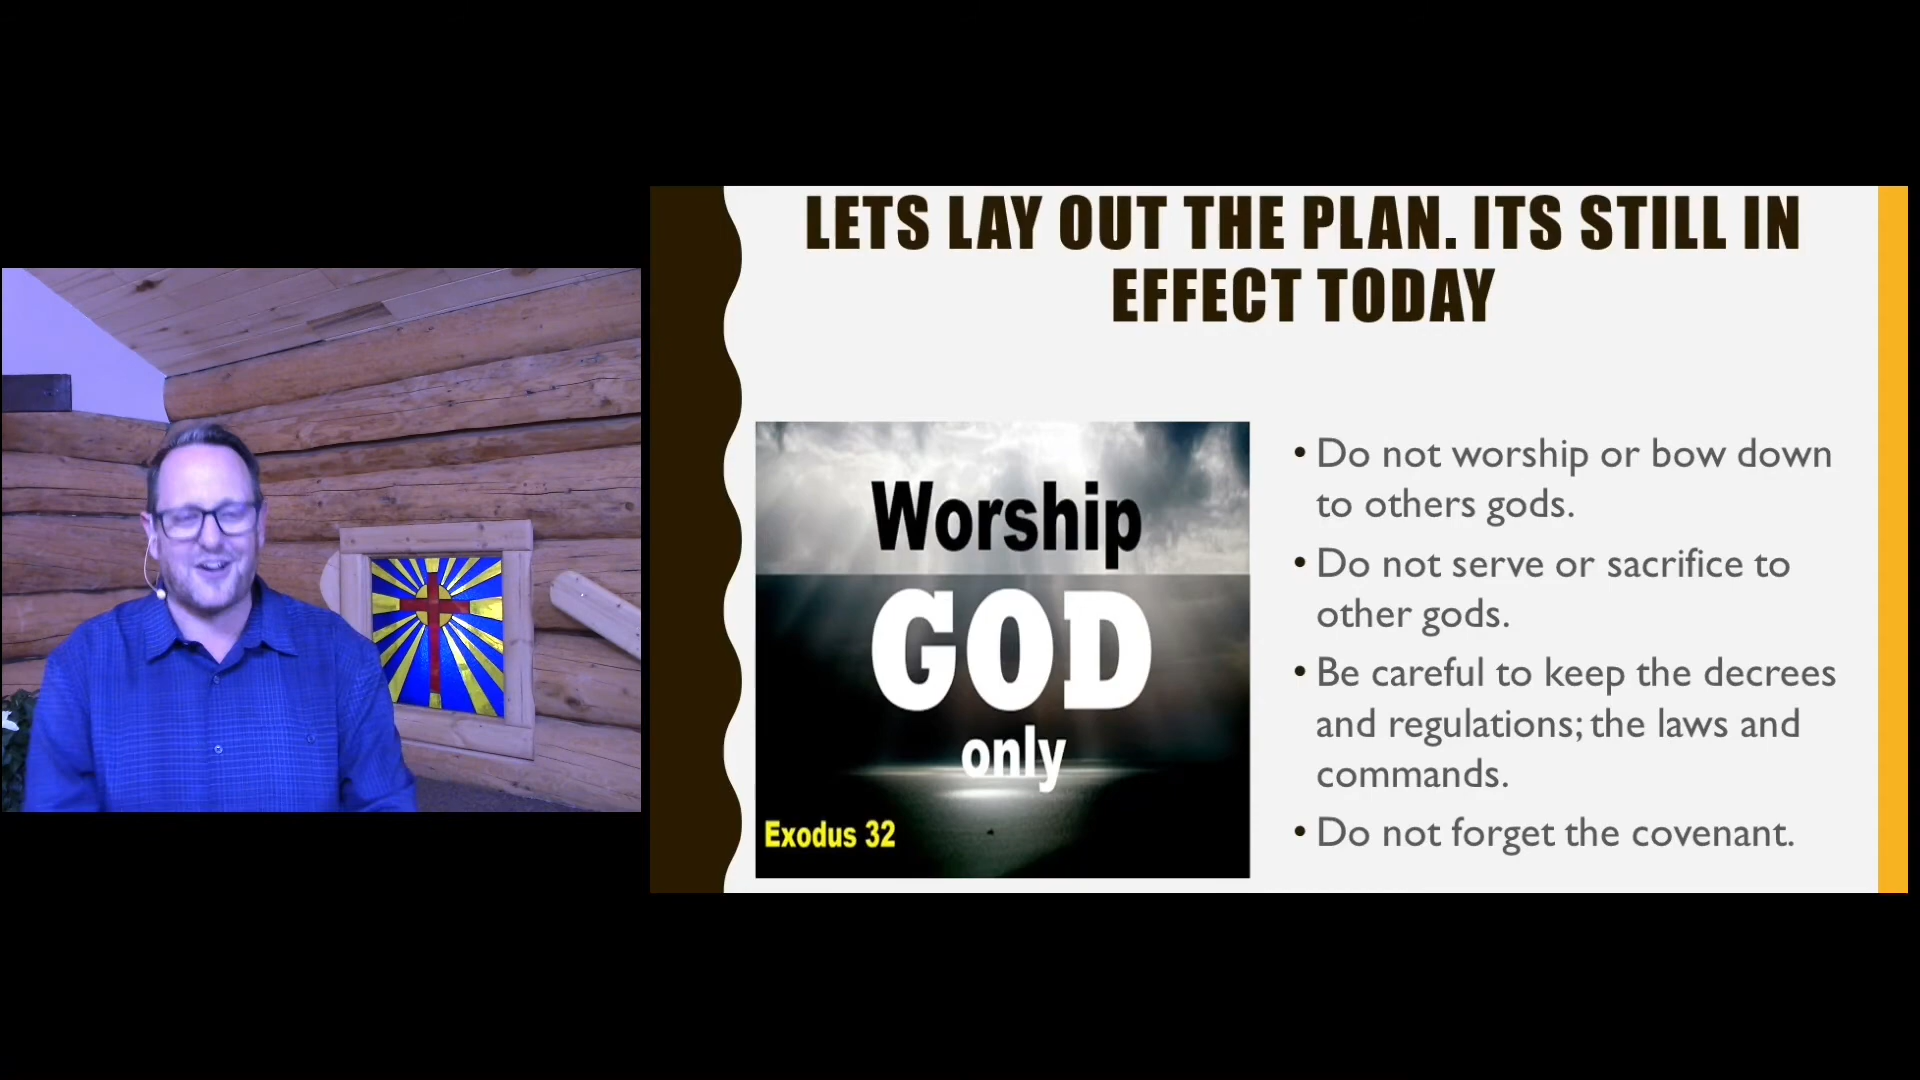 LETS LAY OUT THE PLAN. ITS STILL IN
EFFECT TODAY
Worship
GOD
only
Exodus 32
• Do not worship or bow down
to others gods.
• Do not serve or sacrifice to
other gods.
• Be careful to keep the decrees
and regulations; the laws and
commands.
• Do not forget the covenant.